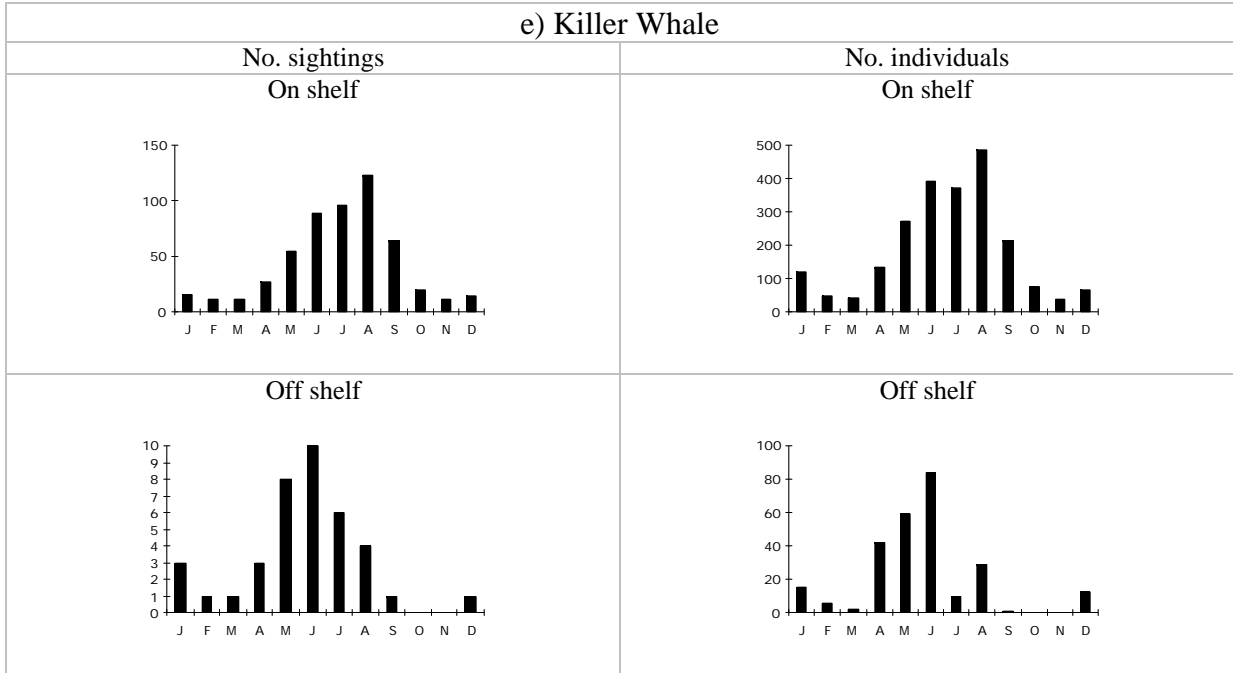 e) Killer Whale
No. sightings
No. individuals
On shelf
150
100
50
0
J F M A M J J A S O N D
On shelf
500
400
300
200
100
0
J F M A M J J A S O N D
Off shelf
10
9
8
7
6
5
4
3
2
1
0
J F M A M J J A S O N D
Off shelf
100
80
60
40
20
0
J F M A M J J A S O N D